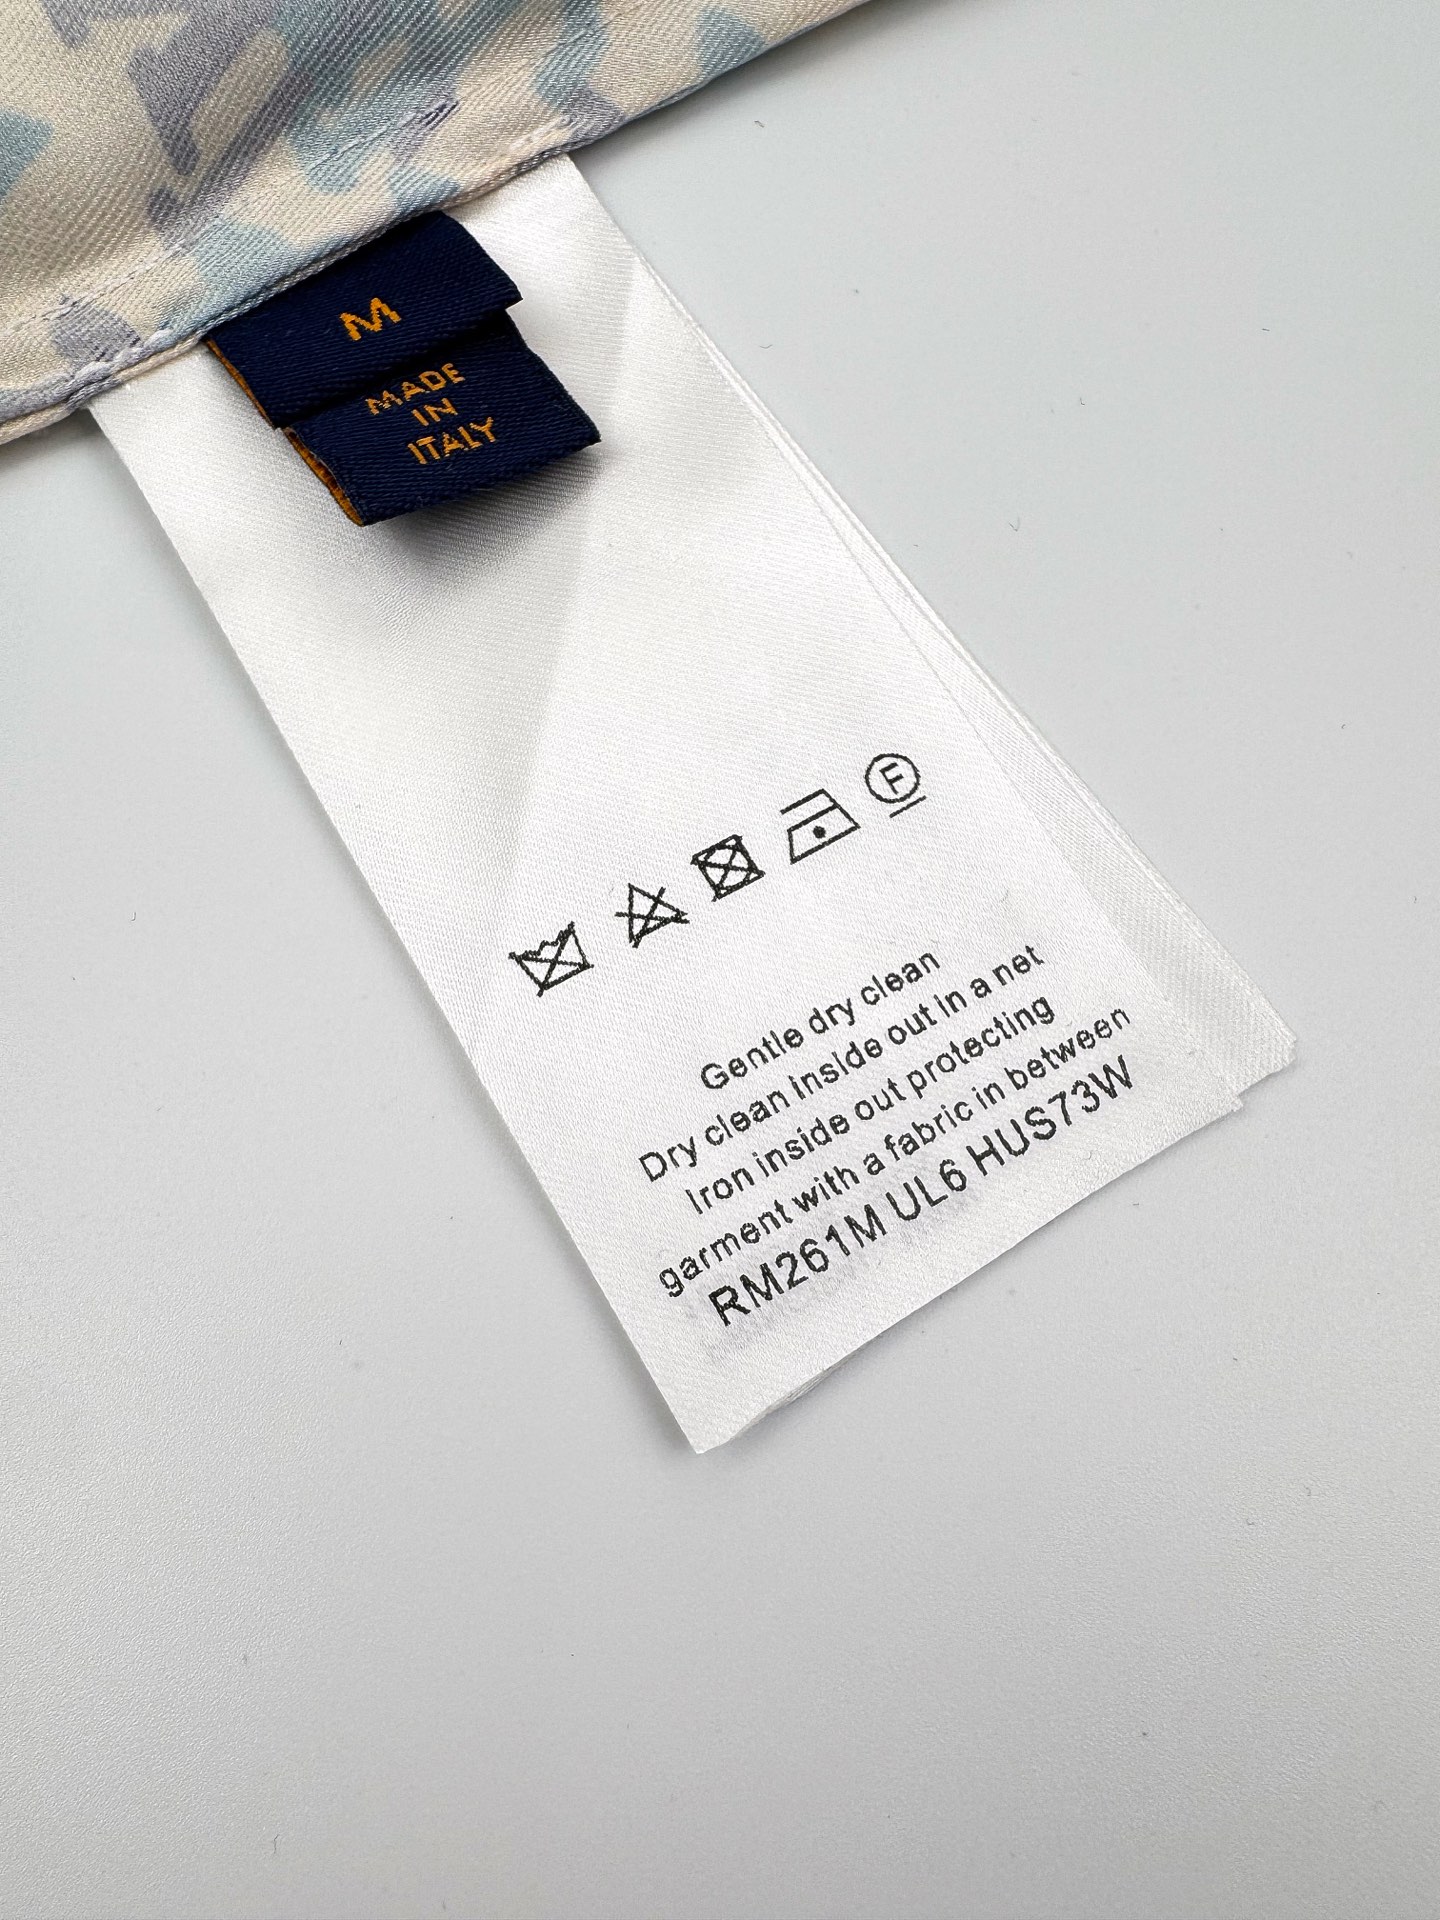 M
MADE
IN
ITALY
F
Gentle dry clean
Dry clean inside out in a net
Iron inside out protecting
garment with a fabric in between
RM261M UL6 HUS73W